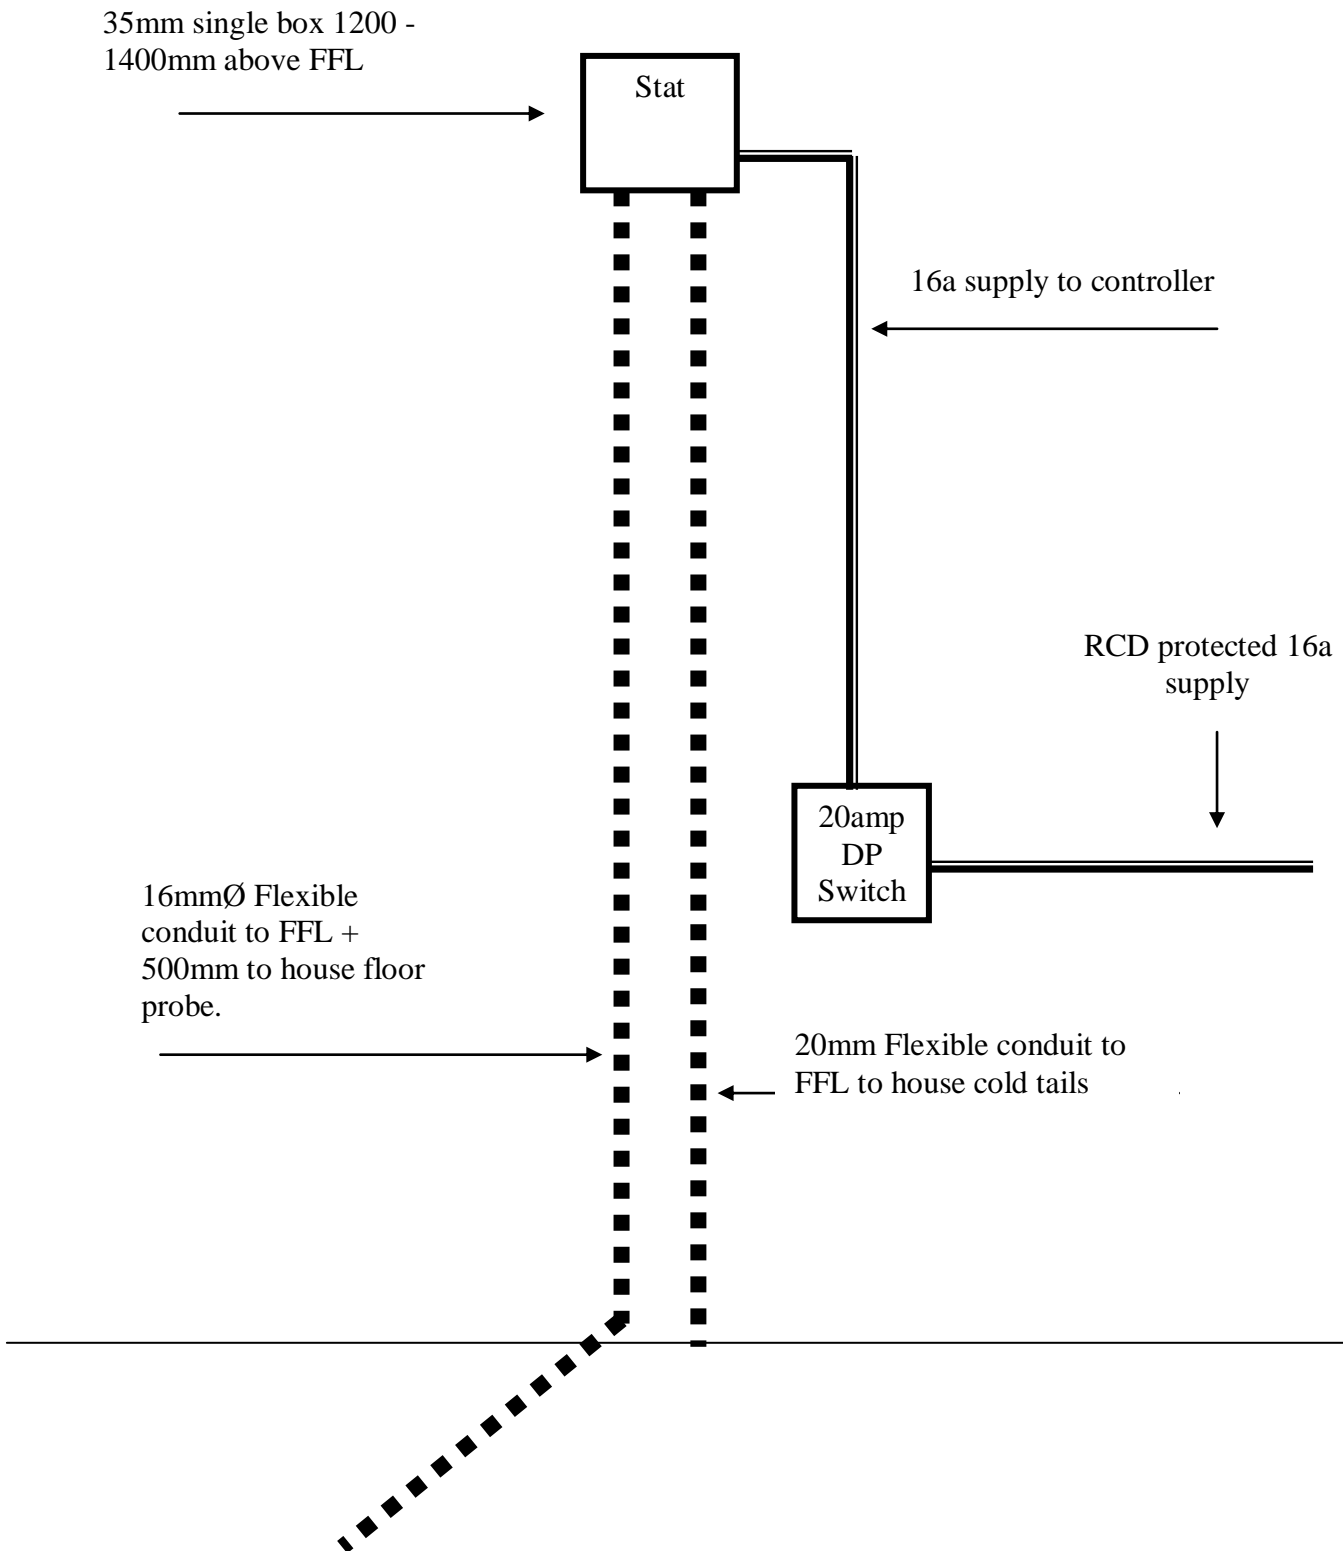 35mm single box 1200 -
1400mm above FFL
Stat
16a supply to controller
RCD protected 16a
supply
20amp
DP
Switch
16mmØ Flexible
conduit to FFL +
500mm to house floor
probe.
20mm Flexible conduit to
FFL to house cold tails